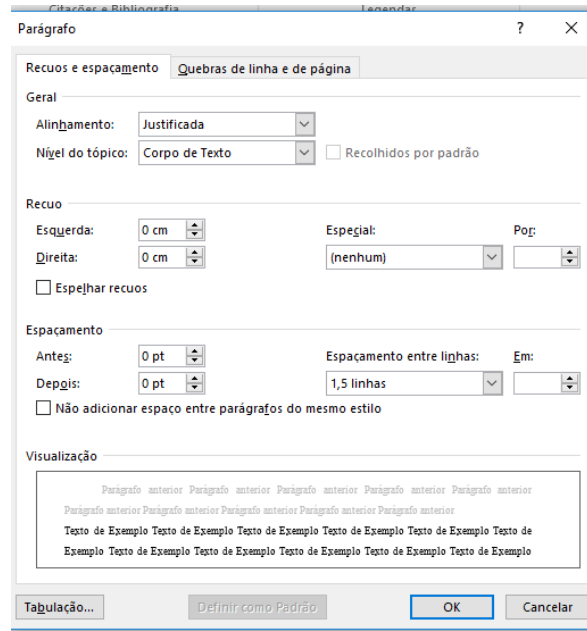 Citações e Bibliografia Legendar
Parágrafo ? ×
Recuos e espaçamento Quebras de linha e de página
Geral
Alinhamento: Justificada
Nível do tópico: Corpo de Texto Recolhidos por padrão
Recuo
Esquerda: 0 cm Especial: Por:
Direita: 0 cm (nenhum)
Espelhar recuos
Espaçamento
Antes: 0 pt Espaçamento entre linhas: Em:
Depois: 0 pt 1,5 linhas
Não adicionar espaço entre parágrafos do mesmo estilo
Visualização
Parágrafo anterior Parágrafo anterior Parágrafo anterior Parágrafo anterior Parágrafo anterior
Parágrafo anterior Parágrafo anterior Parágrafo anterior Parágrafo anterior Parágrafo anterior
Texto de Exemplo Texto de Exemplo Texto de Exemplo Texto de Exemplo Texto de Exemplo Texto de
Exemplo Texto de Exemplo Texto de Exemplo Texto de Exemplo Texto de Exemplo Texto de Exemplo
Tabulação... Definir como Padrão OK Cancelar